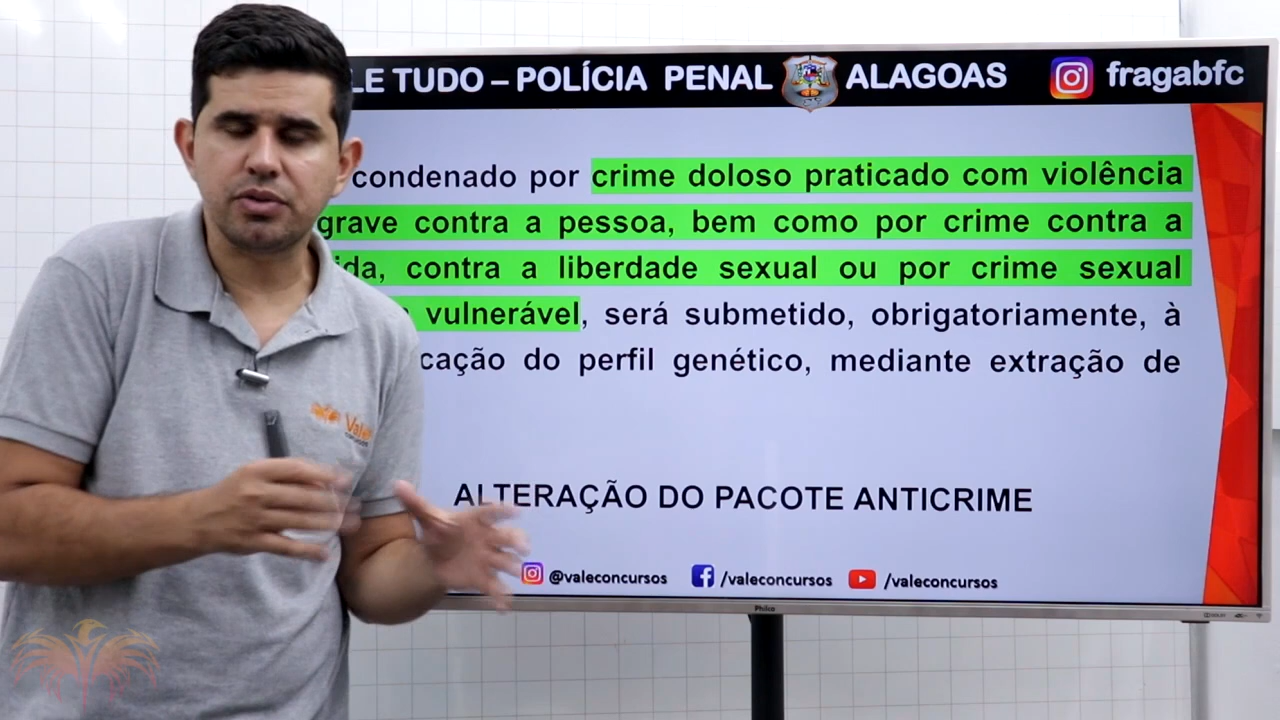 LE TUDO – POLÍCIA PENAL ALAGOAS fragabfc
condenado por crime doloso praticado com violência
grave contra a pessoa, bem como por crime contra a
ida, contra a liberdade sexual ou por crime sexual
vulnerável, será submetido, obrigatoriamente, à
cação do perfil genético, mediante extração de
ALTERAÇÃO DO PACOTE ANTICRIME
@valeconcursos /valeconcursos /valeconcursos
Philco
Vale